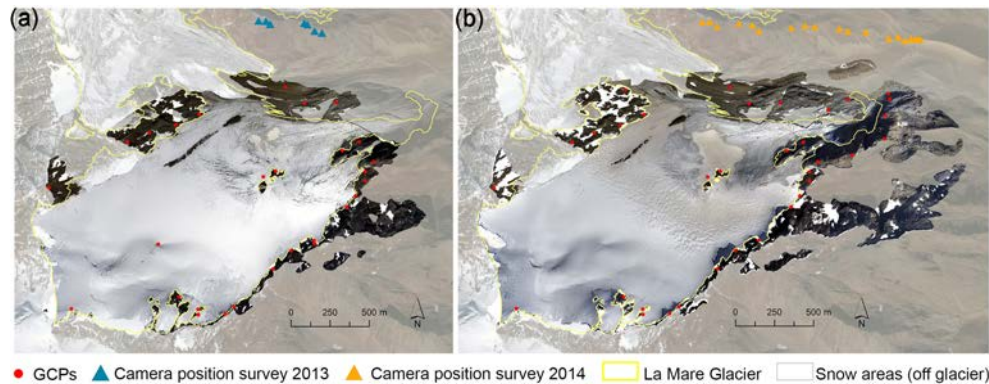 (a)
(b)
0 250 500 m
N
0 250 500 m
N
GCPs Camera position survey 2013 Camera position survey 2014 La Mare Glacier Snow areas (off glacier)